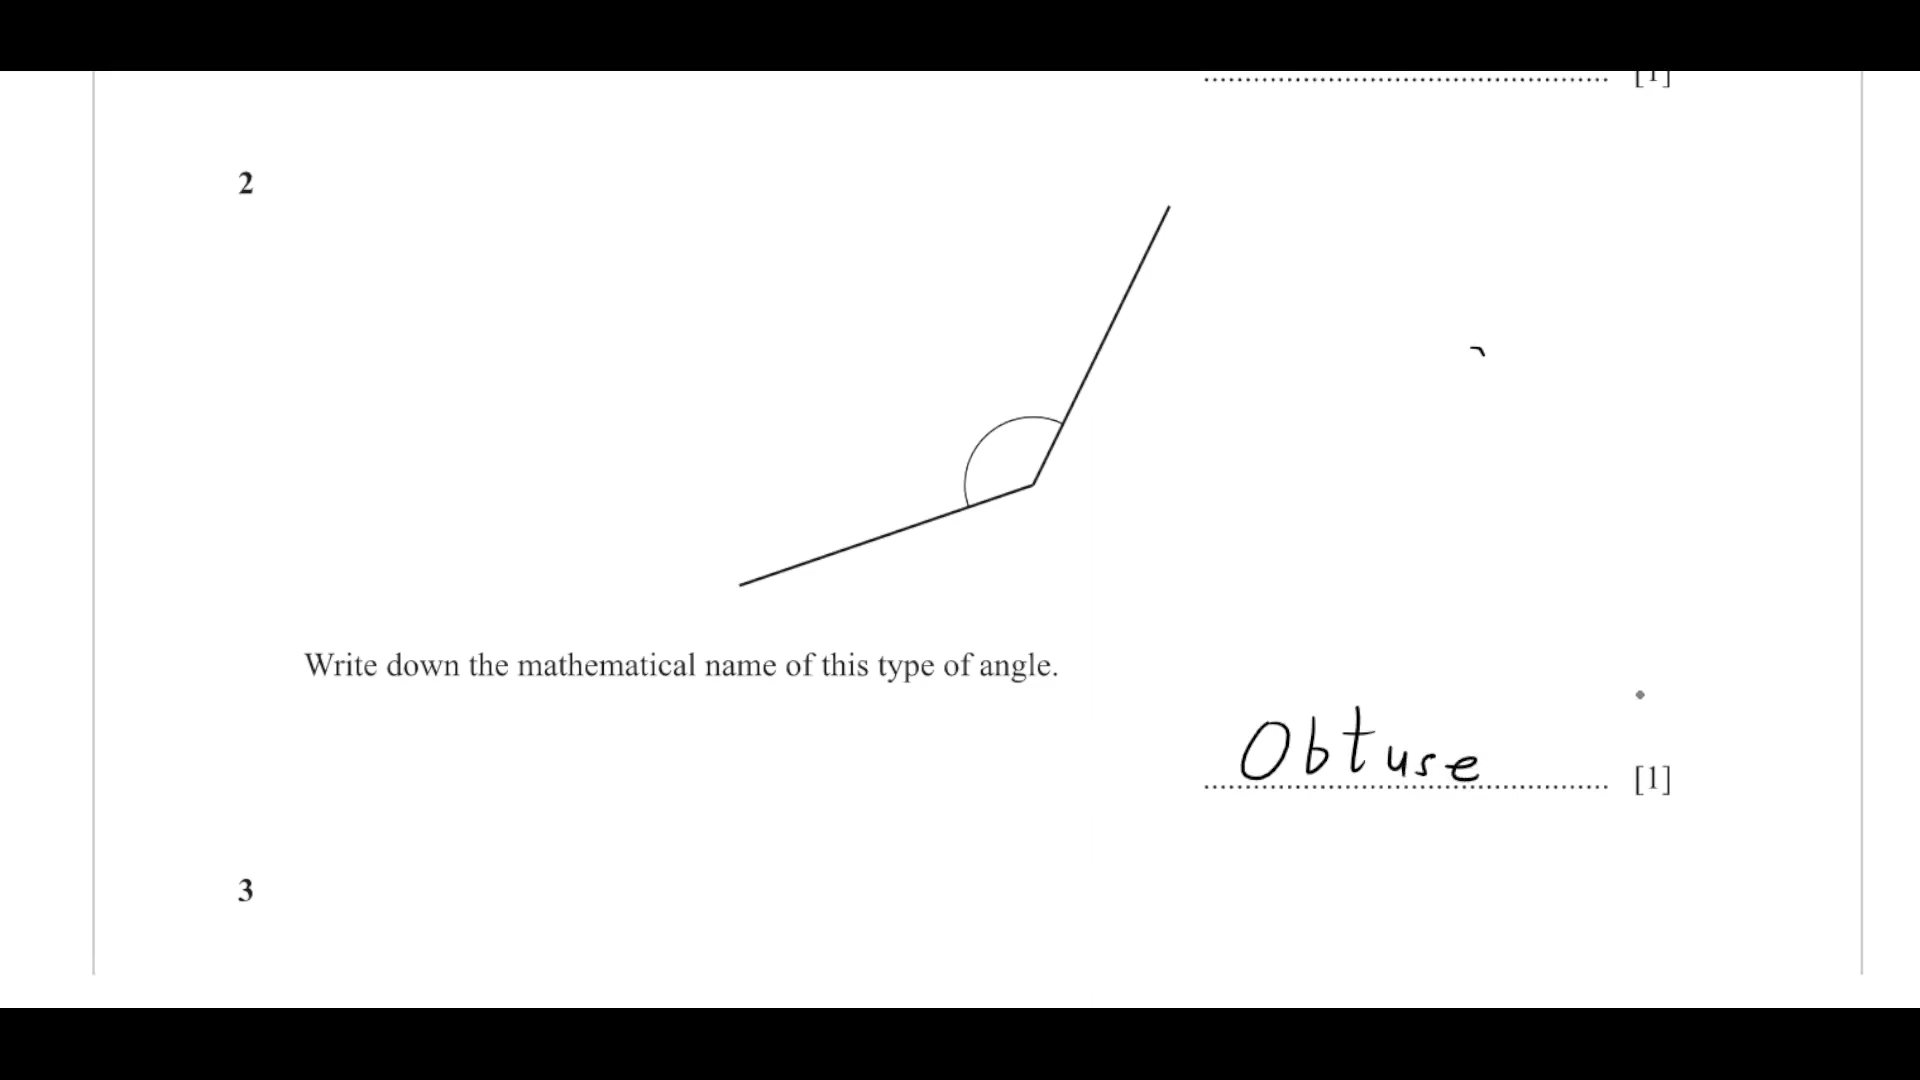 .............................................. [1]
2
Write down the mathematical name of this type of angle.
Obtuse
.............................................. [1]
3